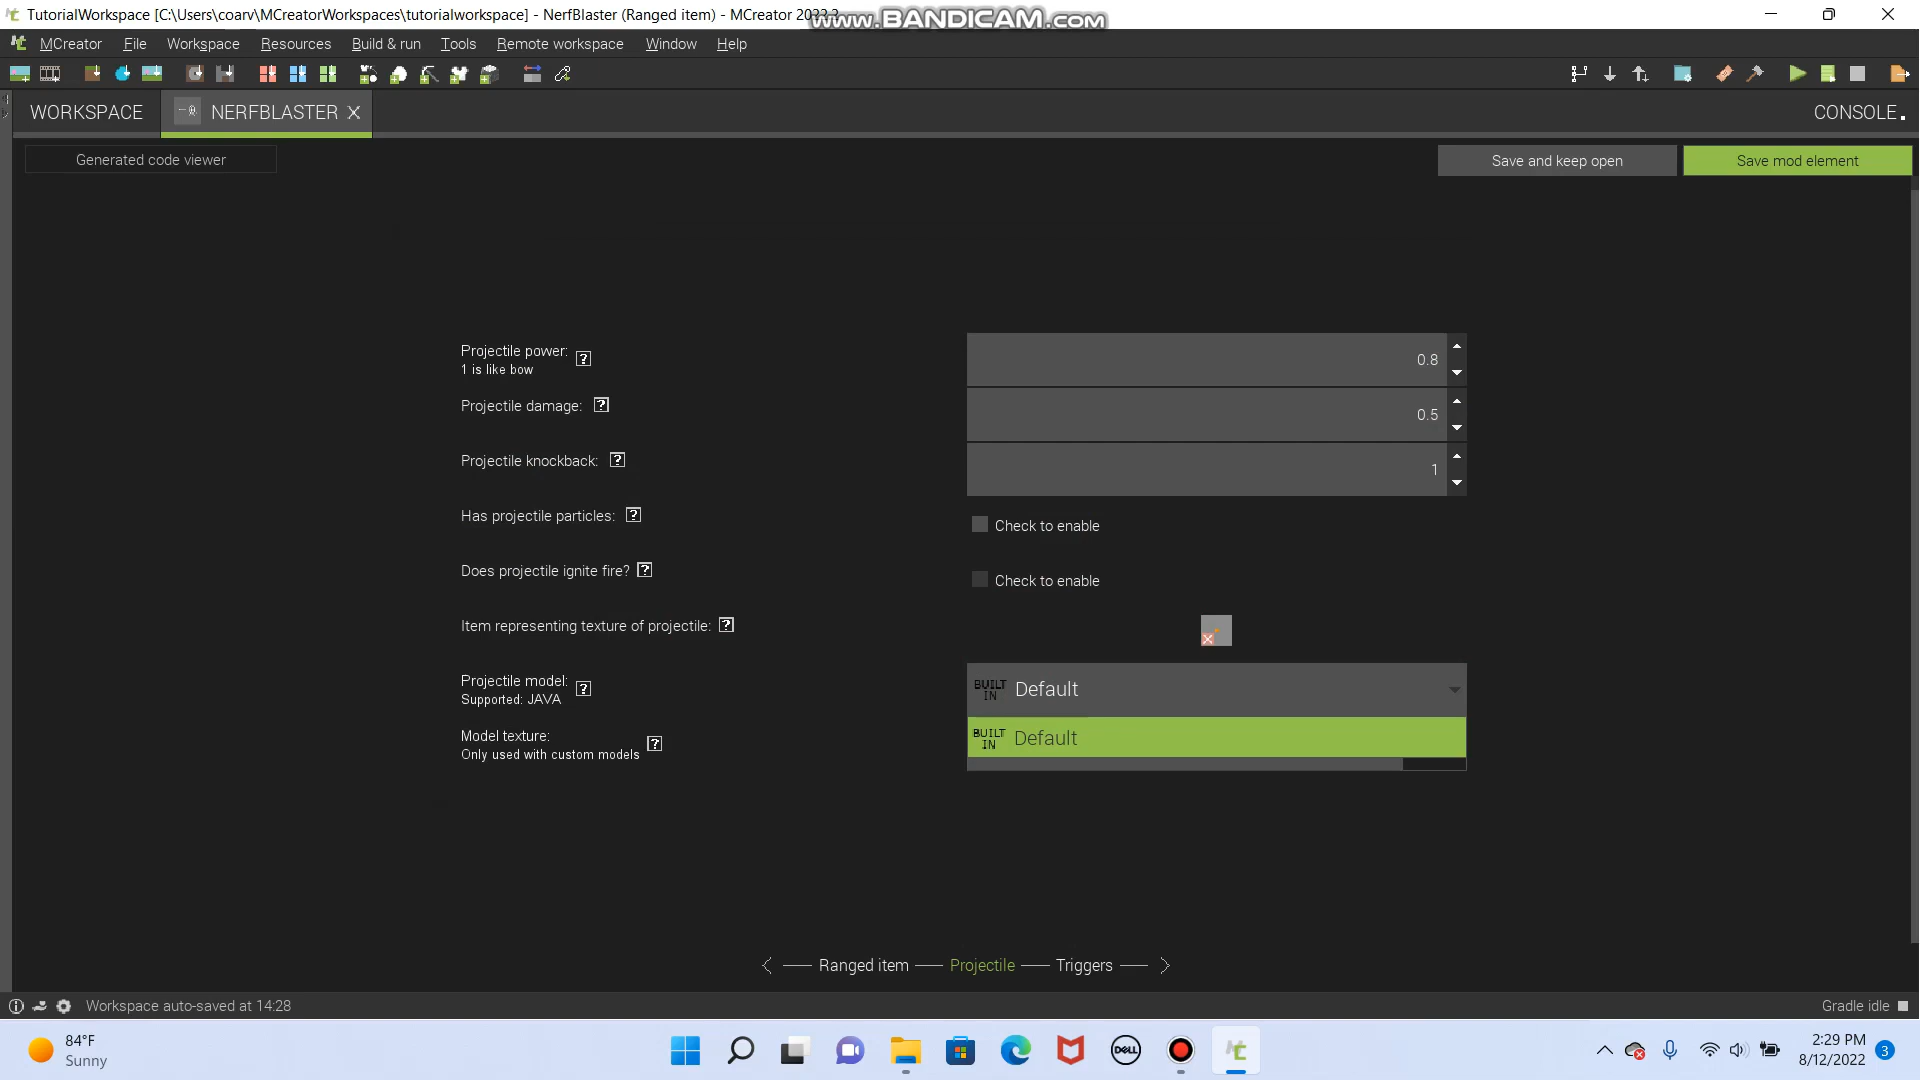 TutorialWorkspace [C:\Users\coarv\MCreatorWorkspaces\tutorialworkspace] - NerfBlaster (Ranged item) - MCreator 2022.2
www.BANDICAM.com
MCreator File Workspace Resources Build & run Tools Remote workspace Window Help
WORKSPACE NERFBLASTER CONSOLE
Generated code viewer Save and keep open Save mod element
Projectile power: ? 0.8
1 is like bow
Projectile damage: ? 0.5
Projectile knockback: ? 1
Has projectile particles: ? Check to enable
Does projectile ignite fire? ? Check to enable
Item representing texture of projectile: ?
Projectile model: ? BUILT IN Default
Supported: JAVA
Model texture: ? BUILT IN Default
Only used with custom models
Ranged item Projectile Triggers
Workspace auto-saved at 14:28 Gradle idle
84°F
Sunny
DELL
2:29 PM
8/12/2022
3